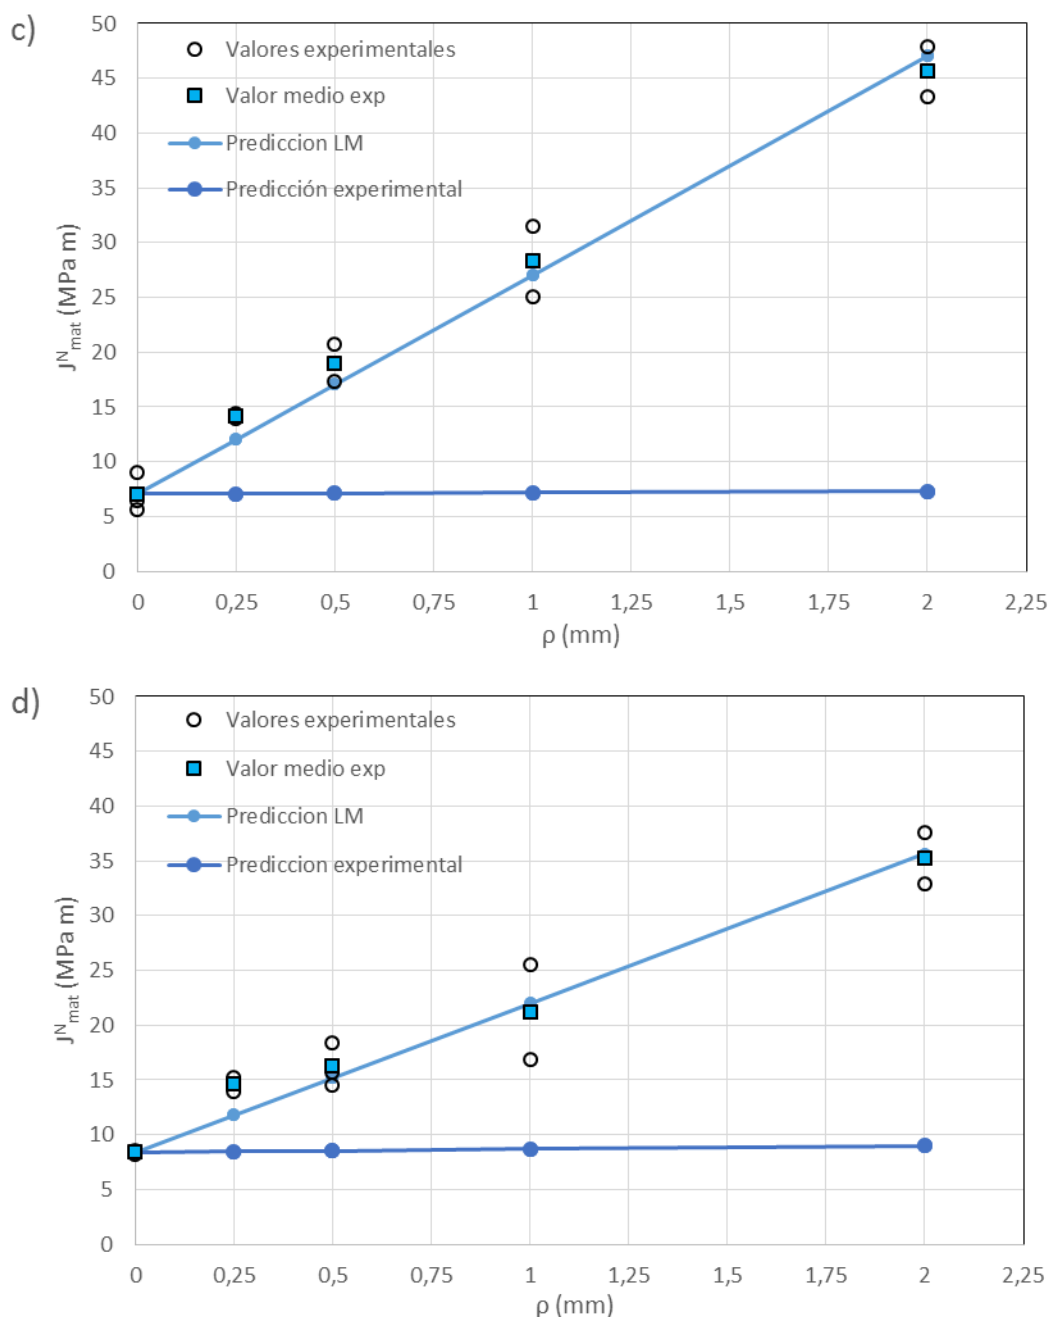 c)
50
45
40
35
30
25
20
15
10
5
0
Valores experimentales
Valor medio exp
Prediccion LM
Predicción experimental
J^N_mat (MPa m)
0 0,25 0,5 0,75 1 1,25 1,5 1,75 2 2,25
ρ (mm)
d)
50
45
40
35
30
25
20
15
10
5
0
Valores experimentales
Valor medio exp
Prediccion LM
Prediccion experimental
J^N_mat (MPa m)
0 0,25 0,5 0,75 1 1,25 1,5 1,75 2 2,25
ρ (mm)